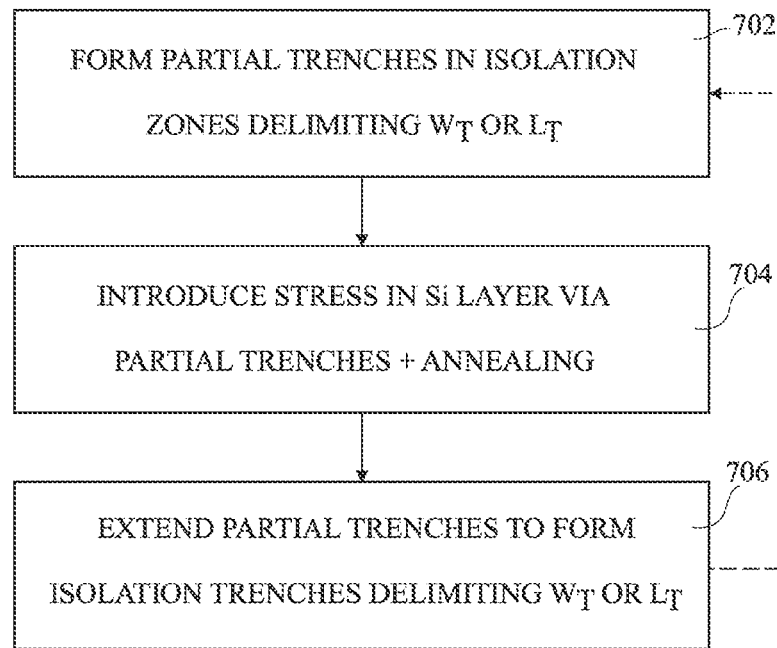 702
FORM PARTIAL TRENCHES IN ISOLATION
ZONES DELIMITING WT OR LT
704
INTRODUCE STRESS IN Si LAYER VIA
PARTIAL TRENCHES + ANNEALING
706
EXTEND PARTIAL TRENCHES TO FORM
ISOLATION TRENCHES DELIMITING WT OR LT